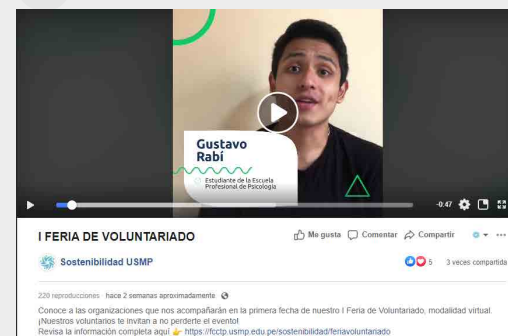 Gustavo
Rabí
Estudiante de la Escuela
Profesional de Psicología
-0:47
I FERIA DE VOLUNTARIADO
Me gusta Comentar Compartir
Sostenibilidad USMP
5 3 veces compartida
229 reproducciones hace 2 semanas aproximadamente
Conoce a las organizaciones que nos acompañarán en la primera fecha de nuestro I Feria de Voluntariado, modalidad virtual.
¡Nuestros voluntarios te invitan a no perderte el evento!
Revisa la información completa aquí 👉 https://fcctp.usmp.edu.pe/sostenibilidad/feriavoluntariado